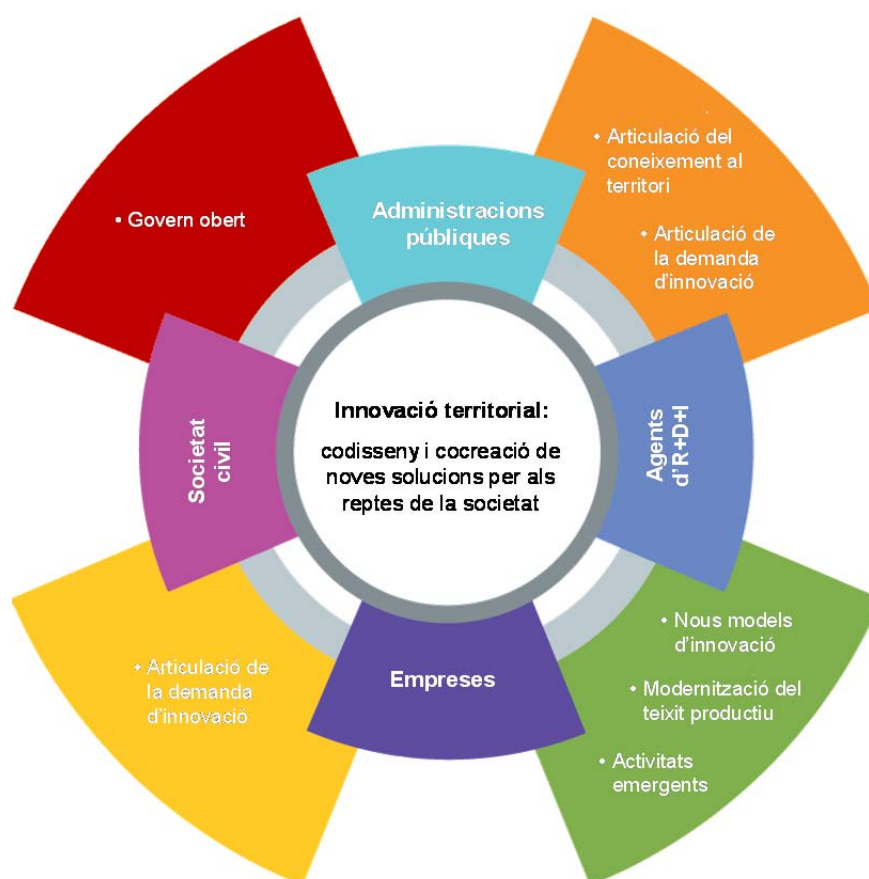 • Govern obert
Administracions
públiques
• Articulació del
coneixement al
territori
• Articulació de
la demanda
d'innovació
Societat
civil
Innovació territorial:
codisseny i cocreació de
noves solucions per als
reptes de la societat
Agents
d'R+D+I
• Articulació de
la demanda
d'innovació
Empreses
• Nous models
d'innovació
• Modernització del
teixit productiu
• Activitats
emergents